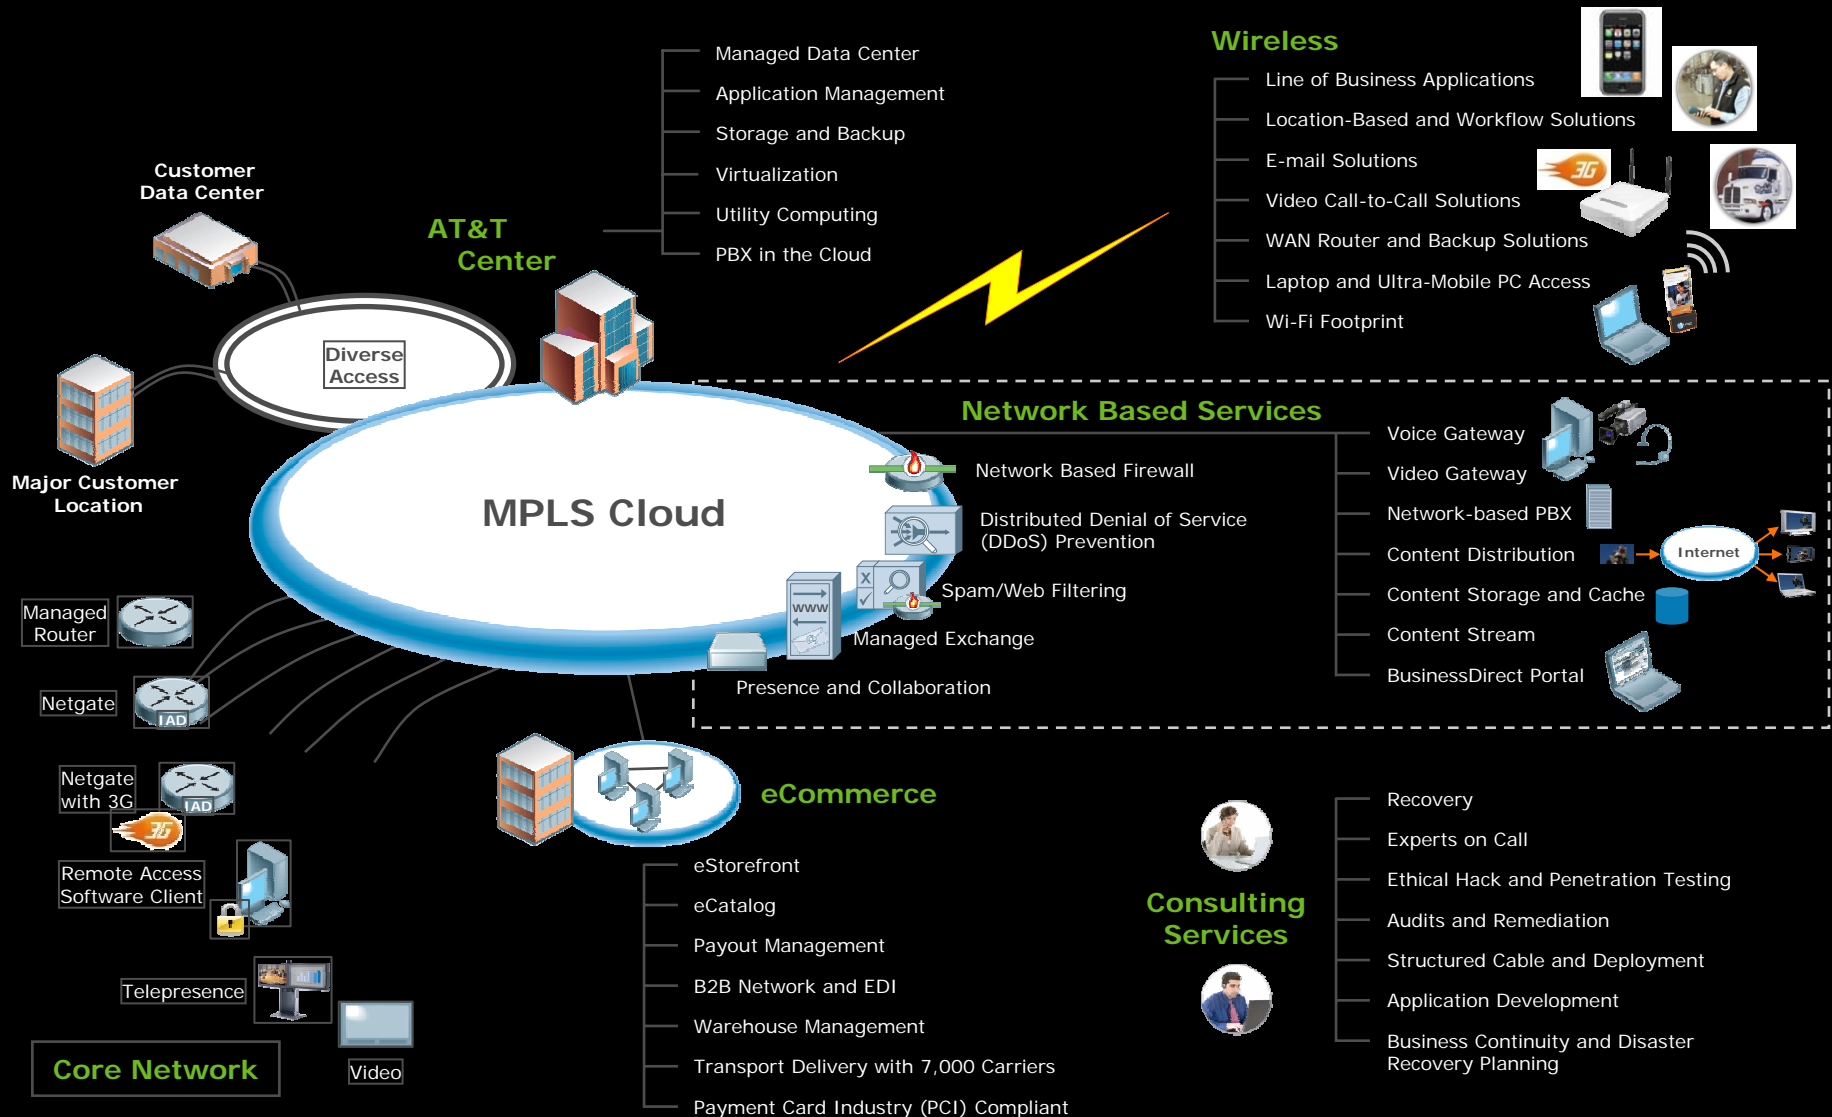 Customer
Data Center
AT&T
Center
Managed Data Center
Application Management
Storage and Backup
Virtualization
Utility Computing
PBX in the Cloud
Wireless
Line of Business Applications
Location-Based and Workflow Solutions
E-mail Solutions
Video Call-to-Call Solutions
WAN Router and Backup Solutions
Laptop and Ultra-Mobile PC Access
Wi-Fi Footprint
3G
Diverse
Access
Major Customer
Location
MPLS Cloud
Network Based Services
Network Based Firewall
Distributed Denial of Service
(DDoS) Prevention
X
Spam/Web Filtering
WWW
Managed Exchange
Presence and Collaboration
Voice Gateway
Video Gateway
Network-based PBX
Content Distribution
Internet
Content Storage and Cache
Content Stream
BusinessDirect Portal
Managed
Router
Netgate
IAD
Netgate
with 3G
IAD
3G
Remote Access
Software Client
Telepresence
Video
Core Network
eCommerce
eStorefront
eCatalog
Payout Management
B2B Network and EDI
Warehouse Management
Transport Delivery with 7,000 Carriers
Payment Card Industry (PCI) Compliant
Consulting
Services
Recovery
Experts on Call
Ethical Hack and Penetration Testing
Audits and Remediation
Structured Cable and Deployment
Application Development
Business Continuity and Disaster
Recovery Planning